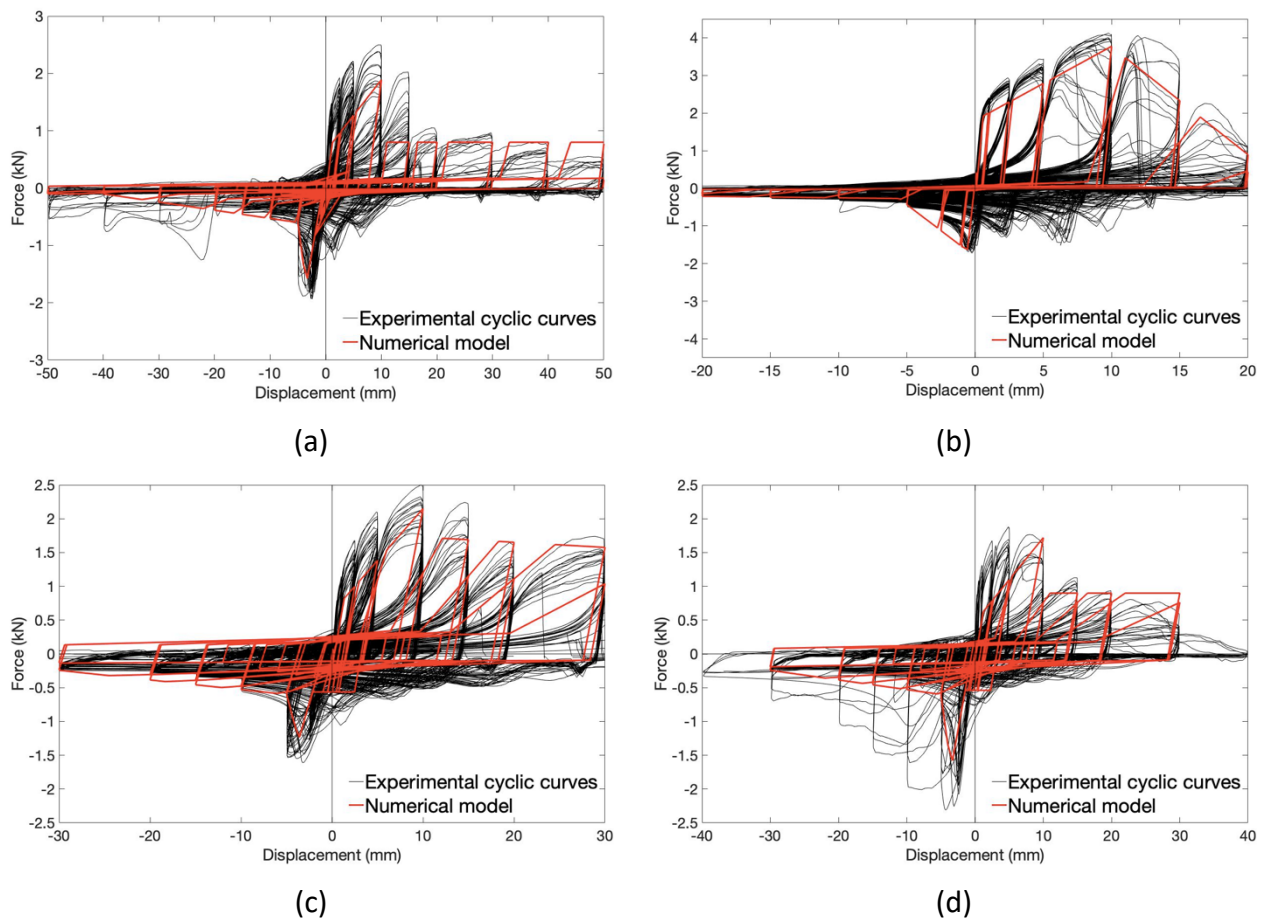 3
2
1
0
-1
-2
-3
Force (kN)
-50 -40 -30 -20 -10 0 10 20 30 40 50
Displacement (mm)
Experimental cyclic curves
Numerical model
(a)
4
3
2
1
0
-1
-2
-3
-4
Force (kN)
-20 -15 -10 -5 0 5 10 15 20
Displacement (mm)
Experimental cyclic curves
Numerical model
(b)
2.5
2
1.5
1
0.5
0
-0.5
-1
-1.5
-2
-2.5
Force (kN)
-30 -20 -10 0 10 20 30
Displacement (mm)
Experimental cyclic curves
Numerical model
(c)
2.5
2
1.5
1
0.5
0
-0.5
-1
-1.5
-2
-2.5
Force (kN)
-40 -30 -20 -10 0 10 20 30 40
Displacement (mm)
Experimental cyclic curves
Numerical model
(d)